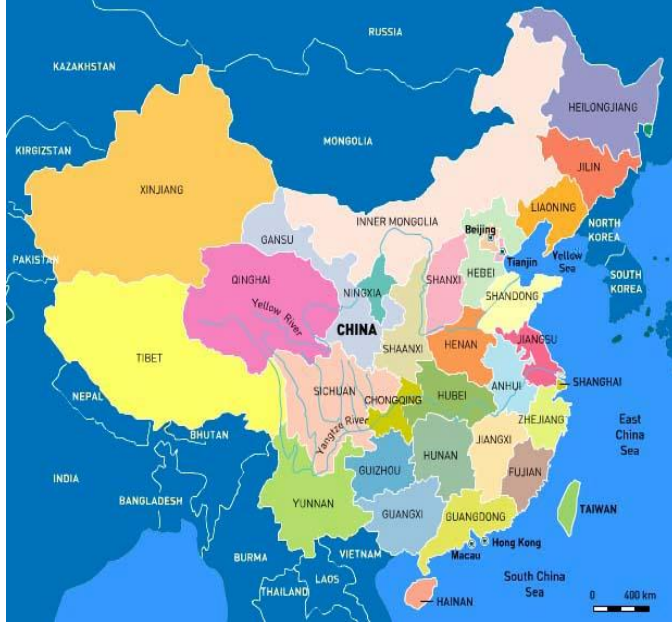 RUSSIA
KAZAKHSTAN
HEILONGJIANG
MONGOLIA
KIRGIZSTAN
JILIN
XINJIANG
LIAONING
INNER MONGOLIA
NORTH
KOREA
Beijing
GANSU
Tianjin
Yellow
Sea
PAKISTAN
SOUTH
KOREA
QINGHAI
HEBEI
SHANXI
NINGXIA
SHANDONG
Yellow River
CHINA
TIBET
SHAANXI
HENAN
JIANGSU
SICHUAN
CHONGQING
HUBEI
ANHUI
SHANGHAI
NEPAL
Yangtze River
ZHEJIANG
East
China
Sea
BHUTAN
JIANGXI
HUNAN
GUIZHOU
FUJIAN
INDIA
BANGLADESH
YUNNAN
GUANGXI
GUANGDONG
TAIWAN
Hong Kong
Macau
BURMA
VIETNAM
LAOS
THAILAND
South China
Sea
HAINAN
0 400 km